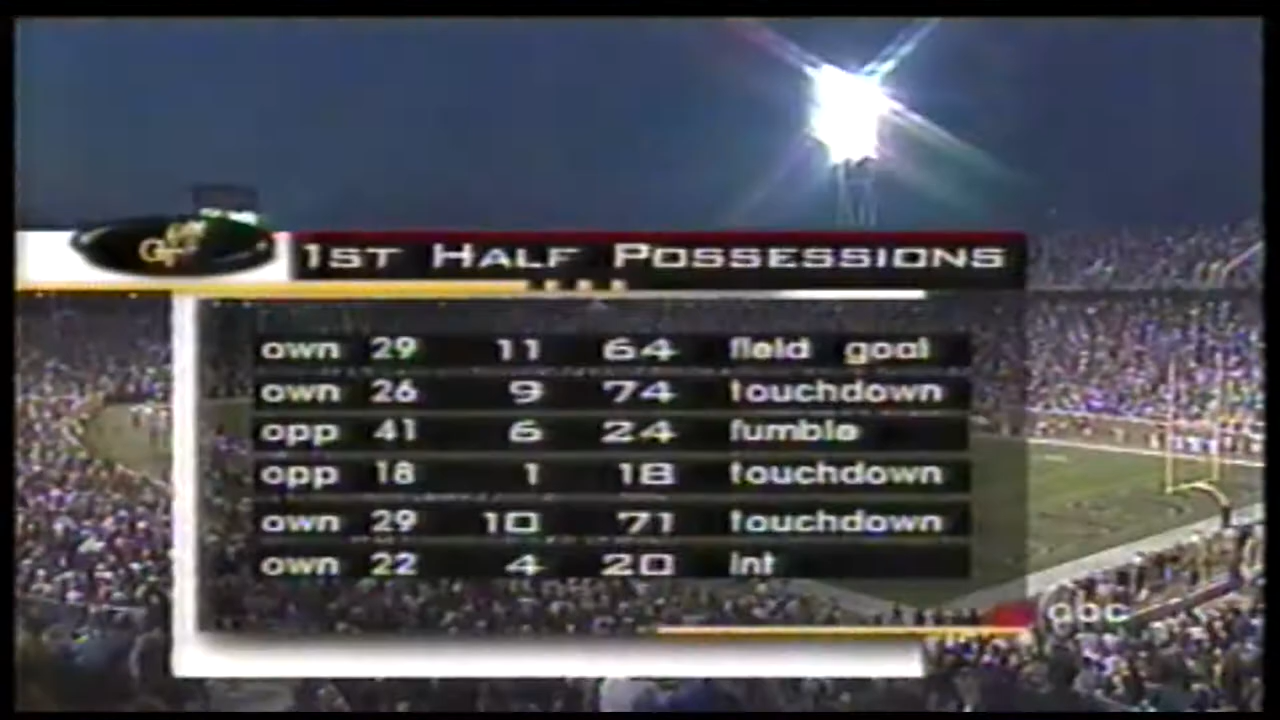 GT
1ST HALF POSSESSIONS
own 29 11 64 field goal
own 26 9 74 touchdown
opp 41 6 24 fumble
opp 18 1 18 touchdown
own 29 10 71 touchdown
own 22 4 20 int
abc